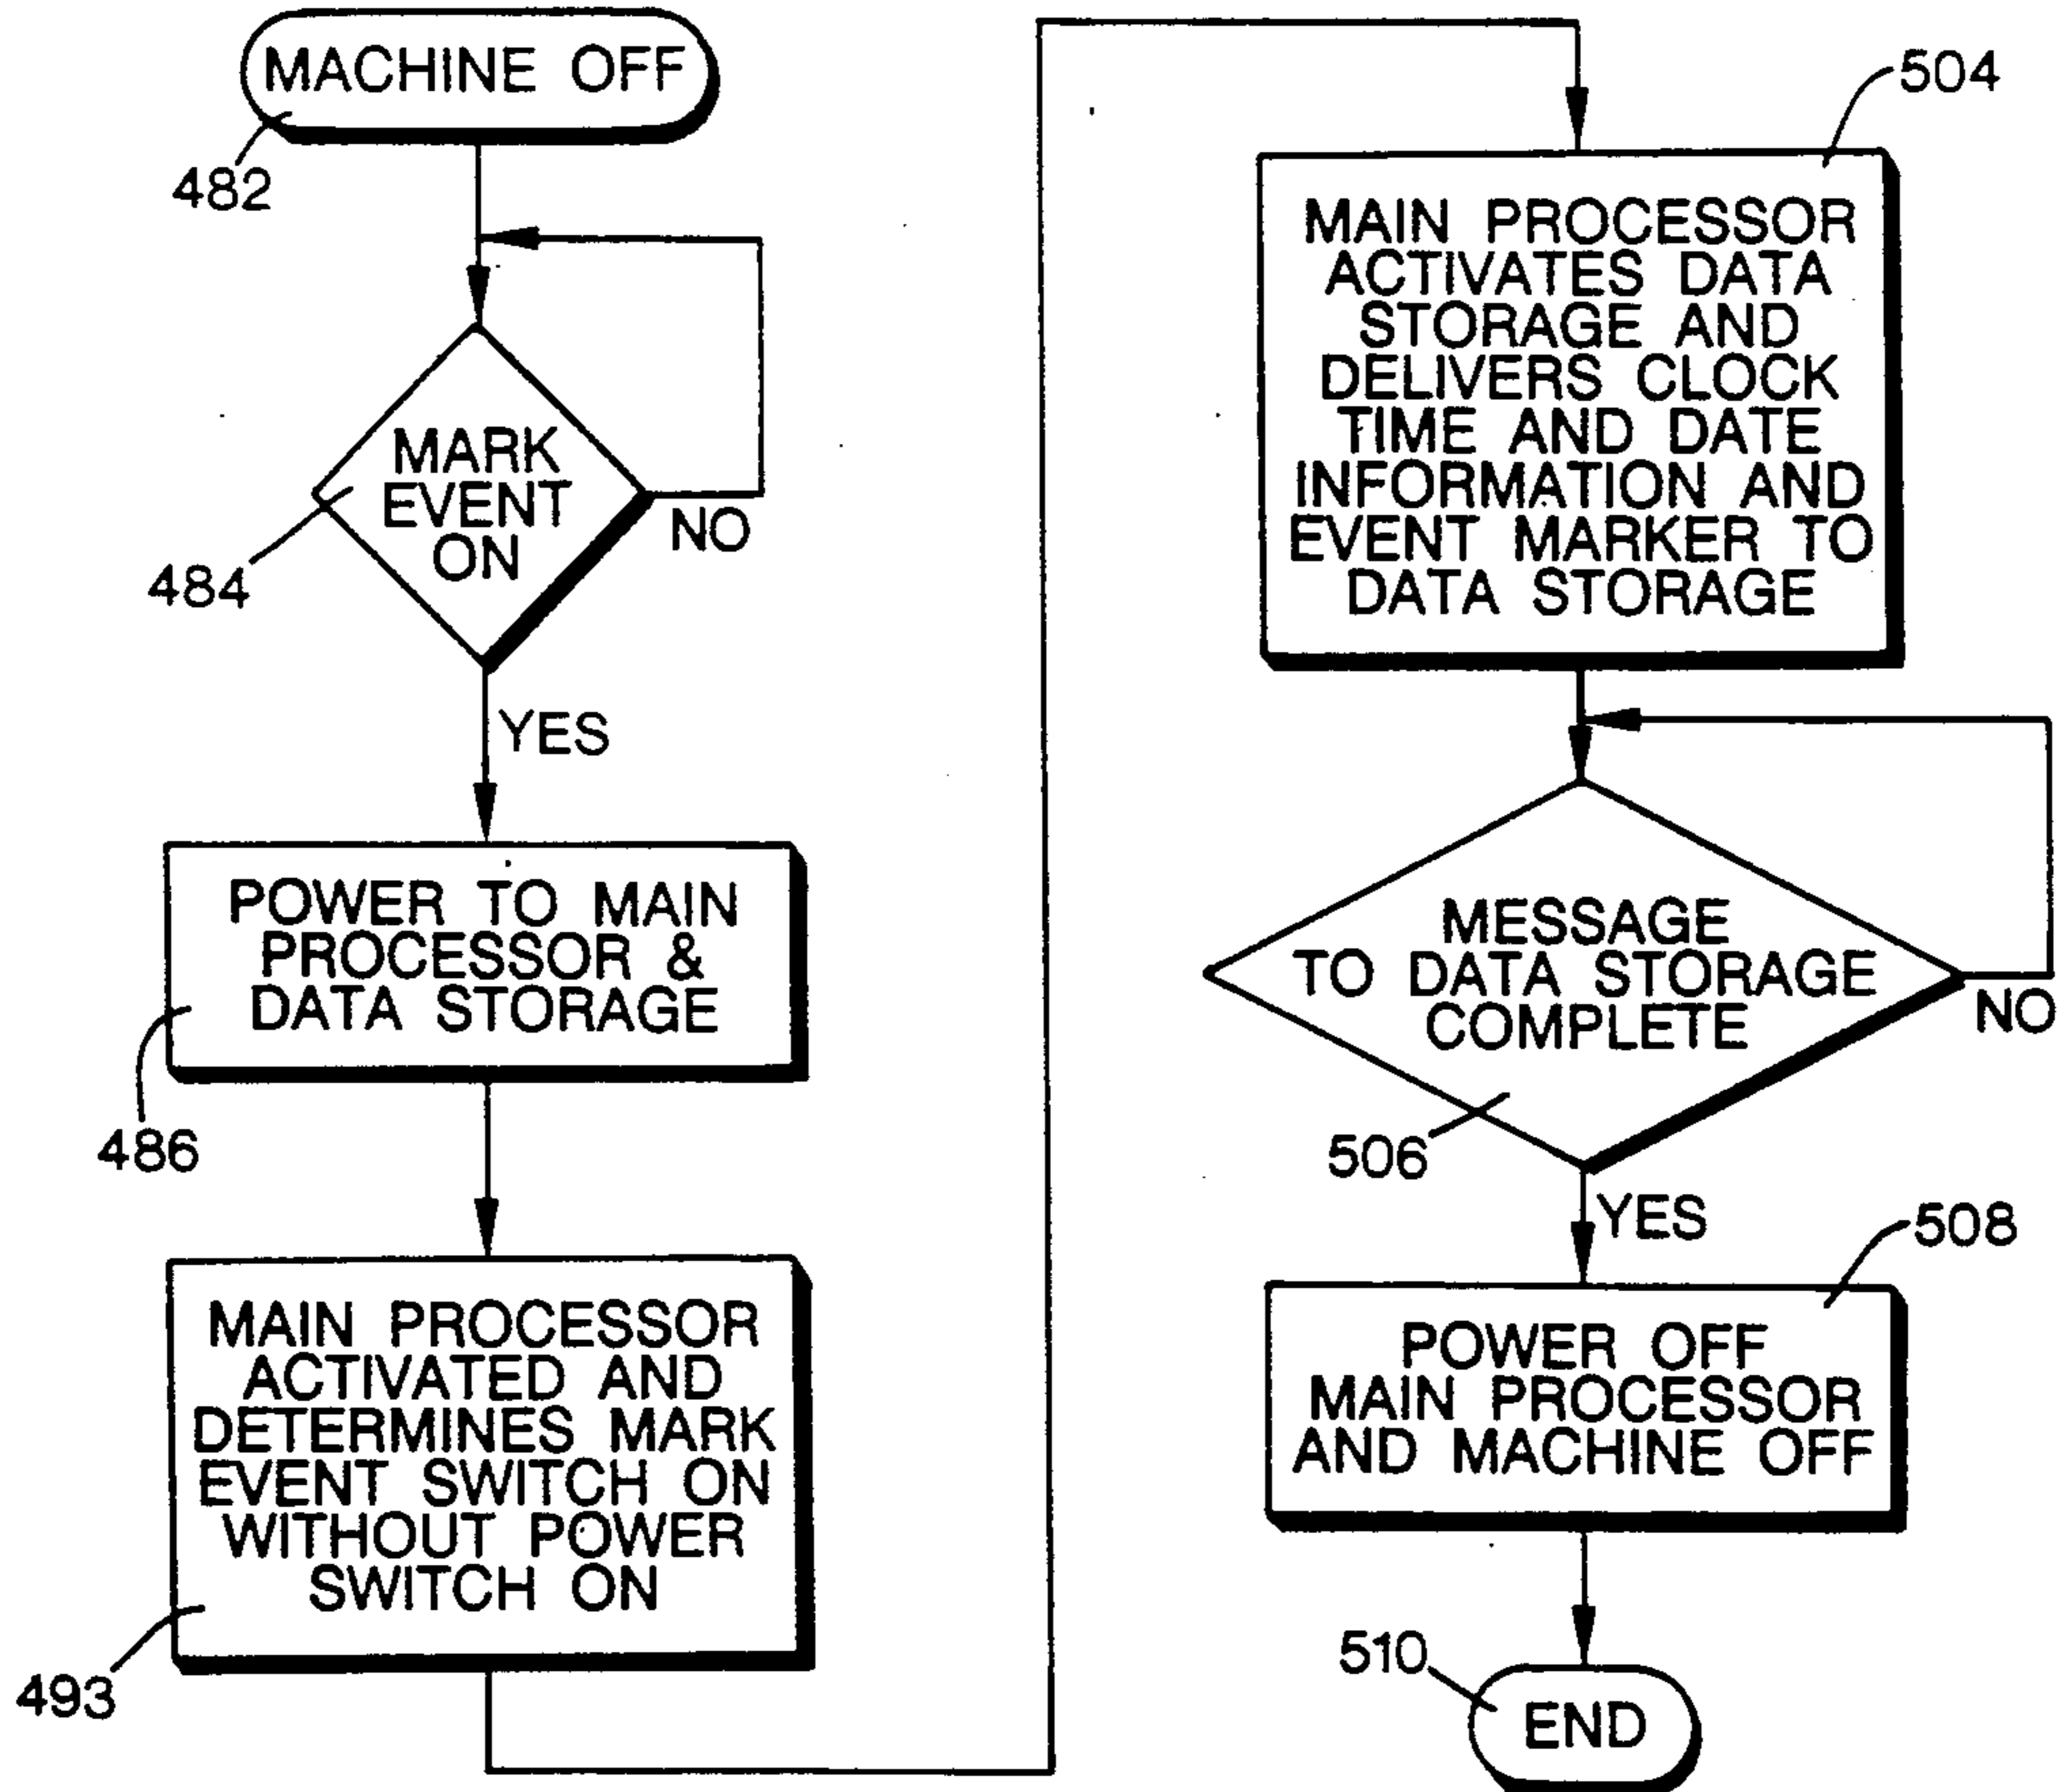 MACHINE OFF
482
MARK
EVENT
ON
NO
484
YES
POWER TO MAIN
PROCESSOR &
DATA STORAGE
486
MAIN PROCESSOR
ACTIVATED AND
DETERMINES MARK
EVENT SWITCH ON
WITHOUT POWER
SWITCH ON
493
504
MAIN PROCESSOR
ACTIVATES DATA
STORAGE AND
DELIVERS CLOCK
TIME AND DATE
INFORMATION AND
EVENT MARKER TO
DATA STORAGE
MESSAGE
TO DATA STORAGE
COMPLETE
NO
506
YES
508
POWER OFF
MAIN PROCESSOR
AND MACHINE OFF
510
END